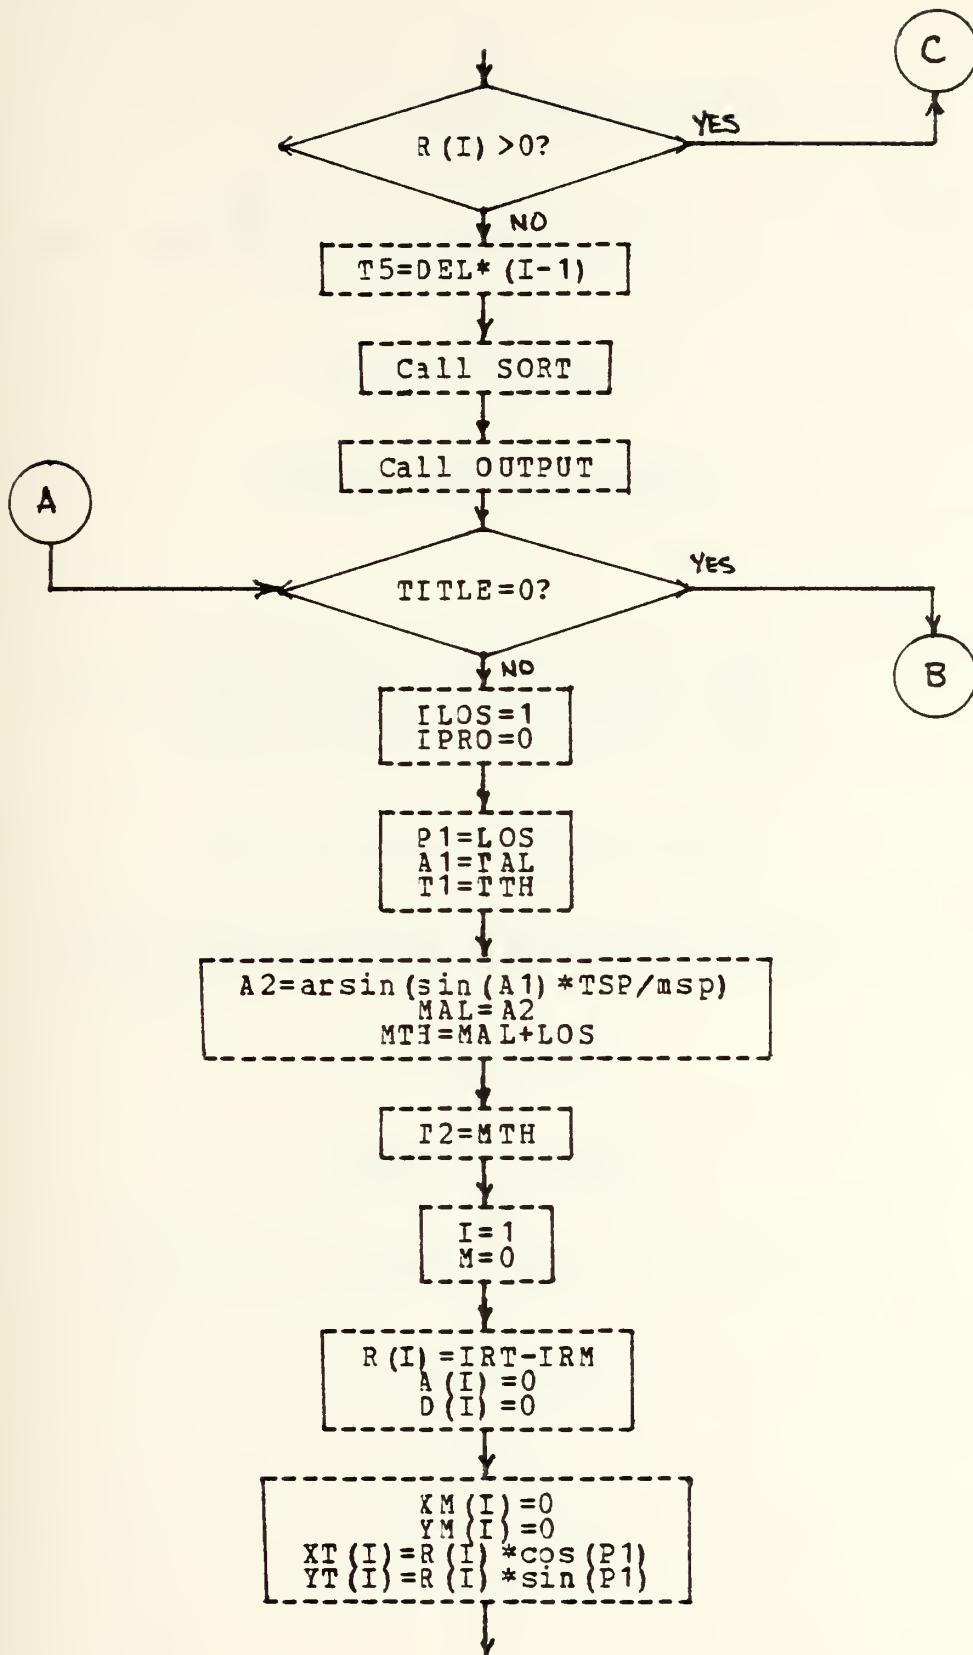 C
YES
R(I)>0?
NO
T5=DEL*(I-1)
Call SORT
Call OUTPUT
A
YES
TITLE=0?
B
NO
ILOS=1
IPRO=0
P1=LOS
A1=TAL
T1=TTH
A2=arsin(sin(A1)*TSP/msp)
MAL=A2
MTH=MAL+LOS
T2=MTH
I=1
M=0
R(I)=IRT-IRM
A(I)=0
D(I)=0
XM(I)=0
YM(I)=0
XT(I)=R(I)*cos(P1)
YT(I)=R(I)*sin(P1)